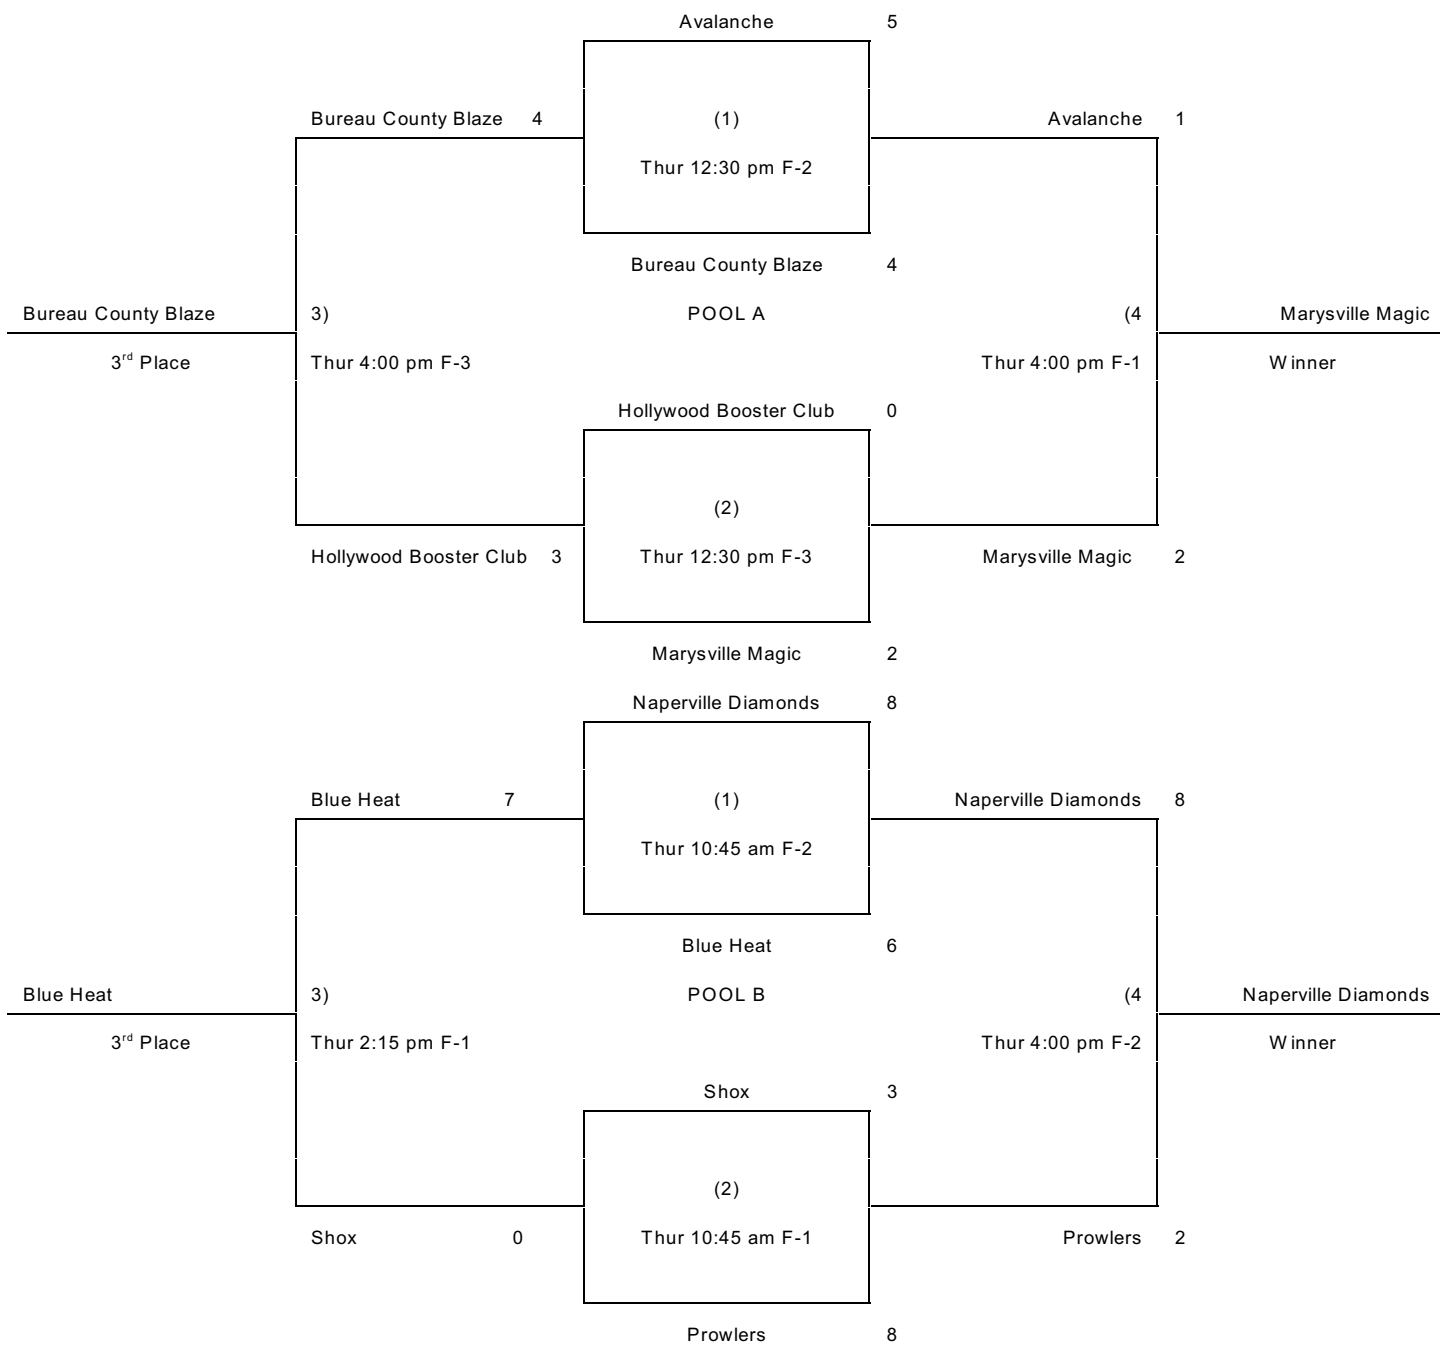 Avalanche 5
Bureau County Blaze 4 (1) Avalanche 1
Thur 12:30 pm F-2
Bureau County Blaze 4
Bureau County Blaze 3) POOL A (4 Marysville Magic
3rd Place Thur 4:00 pm F-3 Thur 4:00 pm F-1 Winner
Hollywood Booster Club 0
(2)
Hollywood Booster Club 3 Thur 12:30 pm F-3 Marysville Magic 2
Marysville Magic 2
Naperville Diamonds 8
Blue Heat 7 (1) Naperville Diamonds 8
Thur 10:45 am F-2
Blue Heat 6
Blue Heat 3) POOL B (4 Naperville Diamonds
3rd Place Thur 2:15 pm F-1 Thur 4:00 pm F-2 Winner
Shox 3
(2)
Shox 0 Thur 10:45 am F-1 Prowlers 2
Prowlers 8